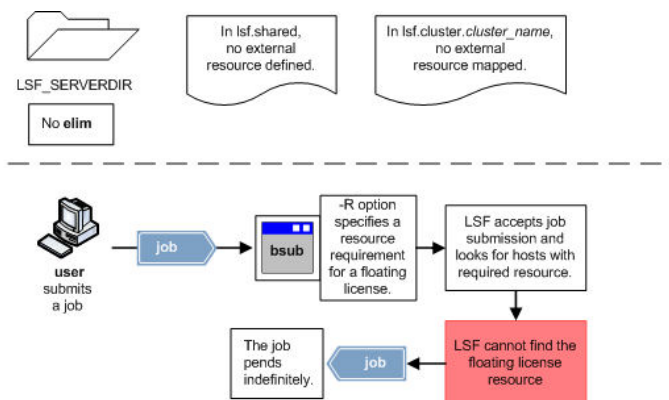 In lsf.shared,
no external
resource defined.
In lsf.cluster.cluster_name,
no external
resource mapped.
LSF_SERVERDIR
No elim
user
submits
a job
job
bsub
-R option
specifies a
resource
requirement
for a floating
license.
LSF accepts job
submission and
looks for hosts with
required resource.
LSF cannot find the
floating license
resource
job
The job
pends
indefinitely.